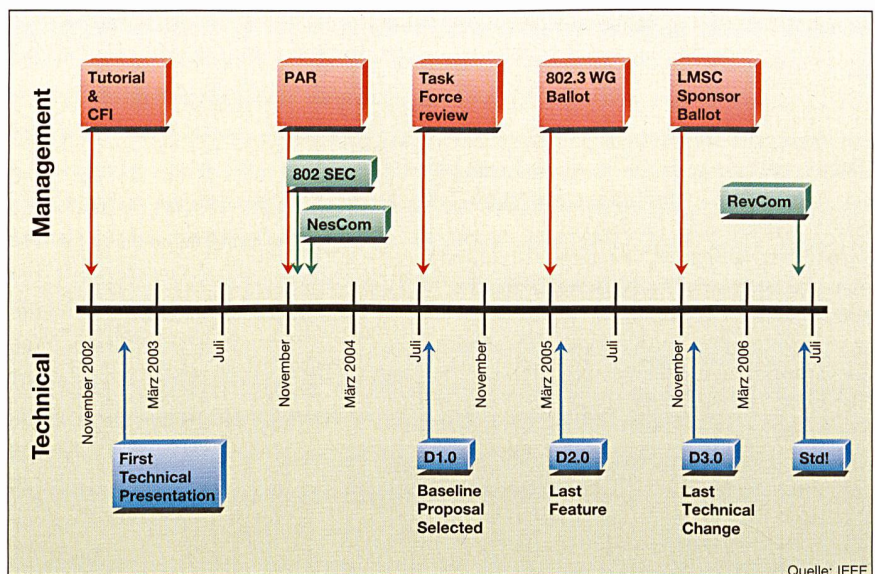 Management
Tutorial
&
CFI
PAR
Task
Force
review
802.3 WG
Ballot
LMSC
Sponsor
Ballot
802 SEC
NesCom
RevCom
November 2002
März 2003
Juli
November
März 2004
Juli
November
März 2005
Juli
November
März 2006
Juli
Technical
First
Technical
Presentation
D1.0
Baseline
Proposal
Selected
D2.0
Last
Feature
D3.0
Last
Technical
Change
Std!
Quelle: IEEE